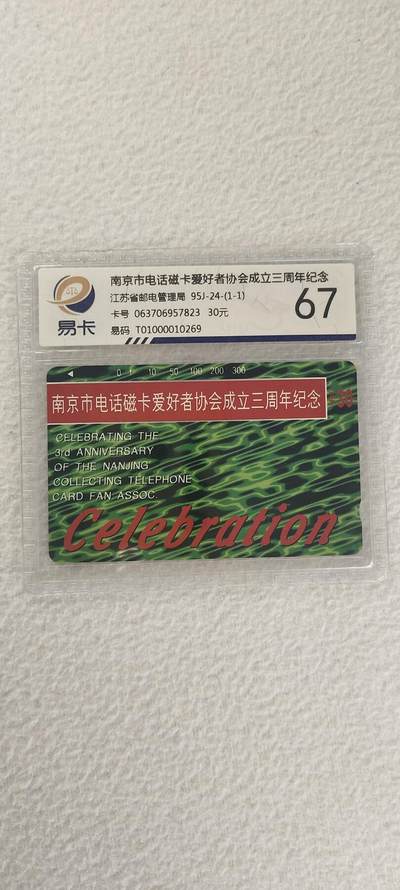 南京市电话磁卡爱好者协会成立三周年纪念
江苏省邮电管理局 95J-24-(1-1)
卡号 063706957823 30元
易码 T01000010269
67
易卡
0 1 10 50 100 200 300
南京市电话磁卡爱好者协会成立三周年纪念
CELEBRATING THE
3rd ANNIVERSARY
OF THE NANJING
COLLECTING TELEPHONE
CARD FAN ASSOC.
Celebration